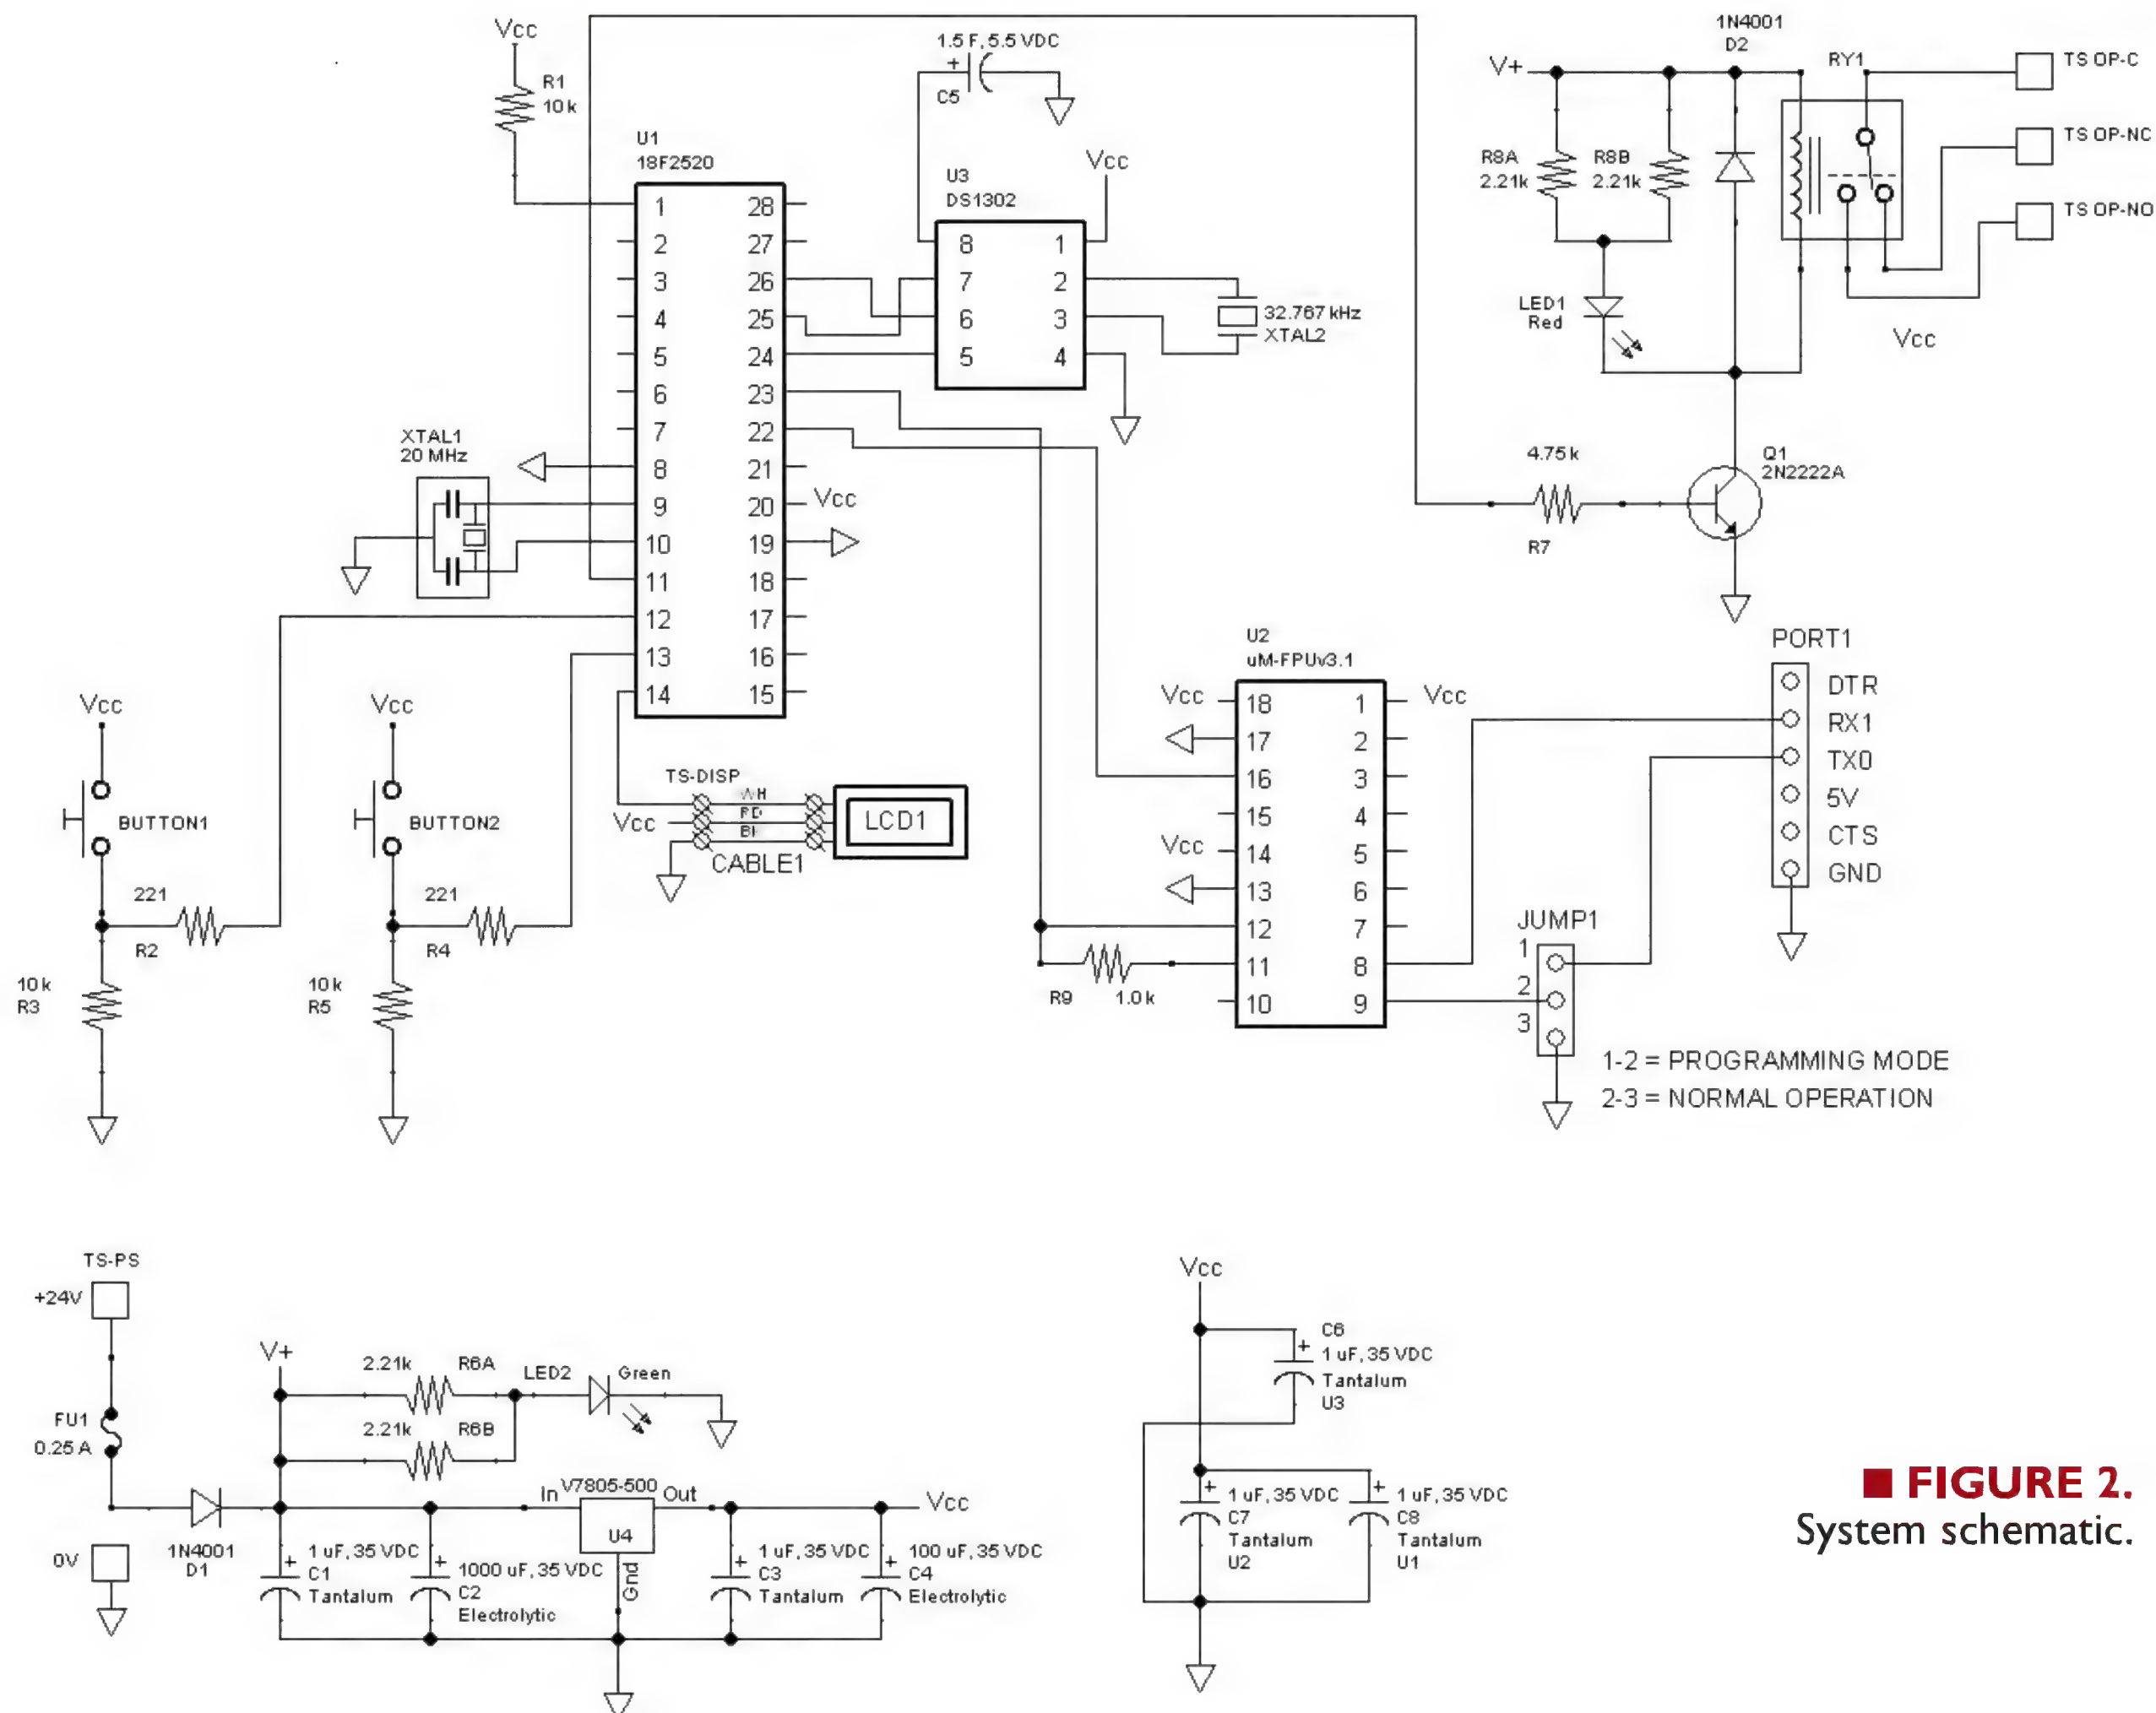 Vcc
R1
10k
U1
18F2520
1
2
3
4
5
6
7
8
9
10
11
12
13
14
28
27
26
25
24
23
22
21
20
19
18
17
16
15
Vcc
1.5 F, 5.5 VDC
+
C5
U3
DS1302
Vcc
8
7
6
5
1
2
3
4
32.767 kHz
XTAL2
1N4001
D2
V+
R8A
2.21k
R8B
2.21k
RY1
TS OP-C
TS OP-NC
TS OP-NO
LED1
Red
Vcc
4.75k
R7
Q1
2N2222A
XTAL1
20 MHz
Vcc
BUTTON1
221
R2
10k
R3
Vcc
BUTTON2
221
R4
10k
R5
TS-DISP
WH
RD
Vcc
LCD1
CABLE1
U2
uM-FPUv3.1
Vcc
Vcc
Vcc
18
17
16
15
14
13
12
11
10
1
2
3
4
5
6
7
8
9
R9
1.0k
PORT1
DTR
RX1
TX0
5V
CTS
GND
JUMP1
1
2
3
1-2 = PROGRAMMING MODE
2-3 = NORMAL OPERATION
TS-PS
+24V
FU1
0.25 A
0V
1N4001
D1
V+
2.21k
R6A
2.21k
R6B
LED2
Green
In
V7805-500
Out
U4
Gnd
Vcc
+
1 uF, 35 VDC
C1
Tantalum
+
1000 uF, 35 VDC
C2
Electrolytic
+
1 uF, 35 VDC
C3
Tantalum
+
100 uF, 35 VDC
C4
Electrolytic
Vcc
C6
+
1 uF, 35 VDC
Tantalum
U3
+
1 uF, 35 VDC
C7
Tantalum
U2
+
1 uF, 35 VDC
C8
Tantalum
U1
■ FIGURE 2.
System schematic.